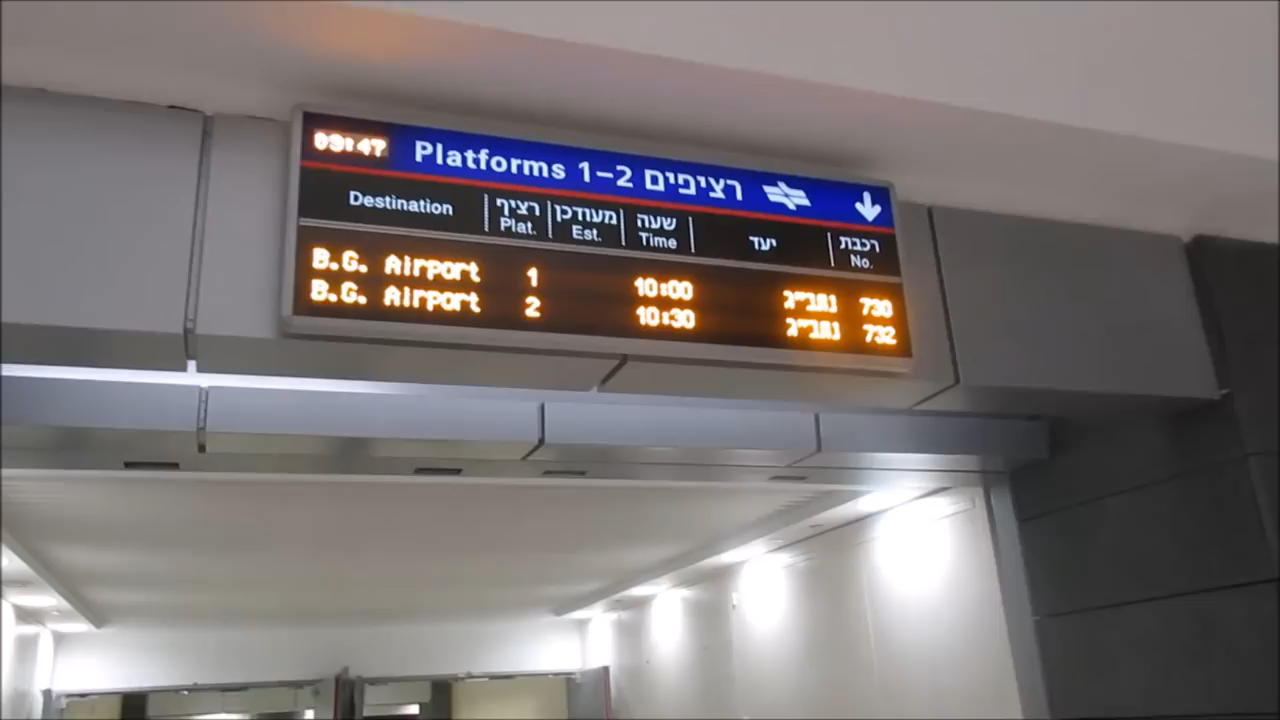 09:47 Platforms 1-2 רציפים
Destination רציף Plat. מעודכן Est. שעה Time יעד רכבת No.
B.G. Airport 1 10:00 נתב״ג 730
B.G. Airport 2 10:30 נתב״ג 732